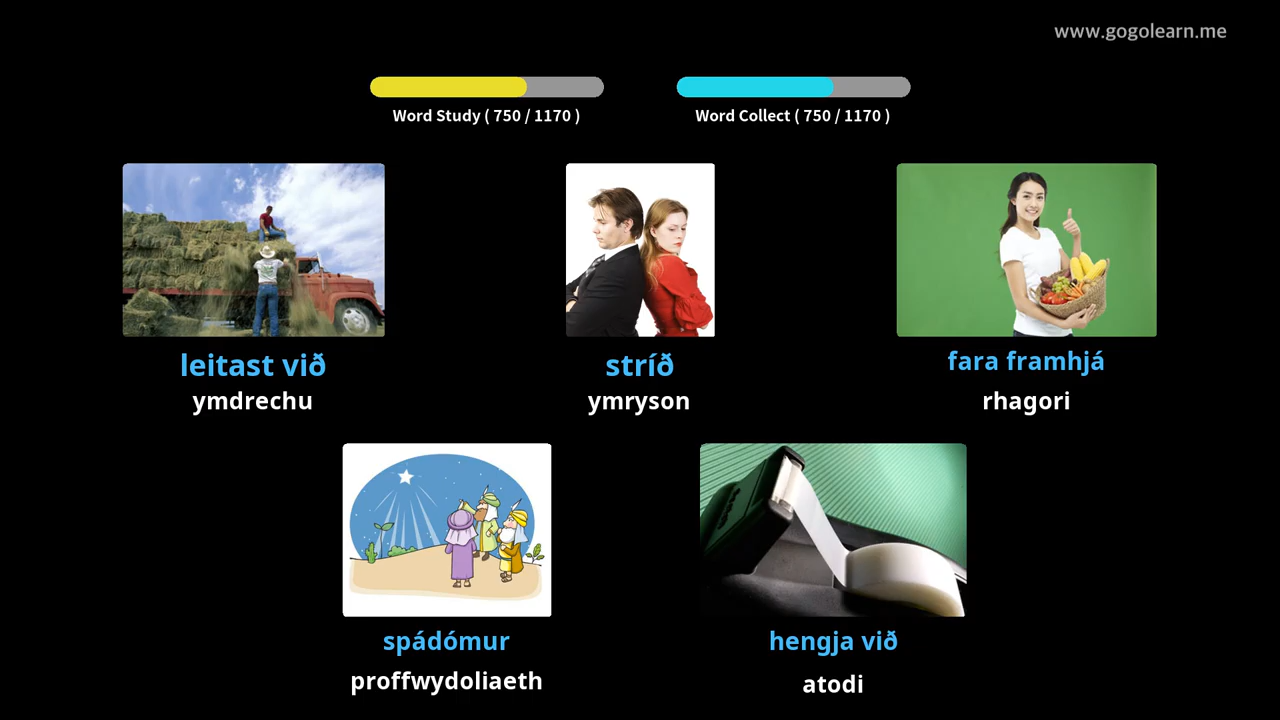 www.gogolearn.me
Word Study ( 750 / 1170 )
Word Collect ( 750 / 1170 )
leitast við
ymdrechu
stríð
ymryson
fara framhjá
rhagori
spádómur
proffwydoliaeth
hengja við
atodi